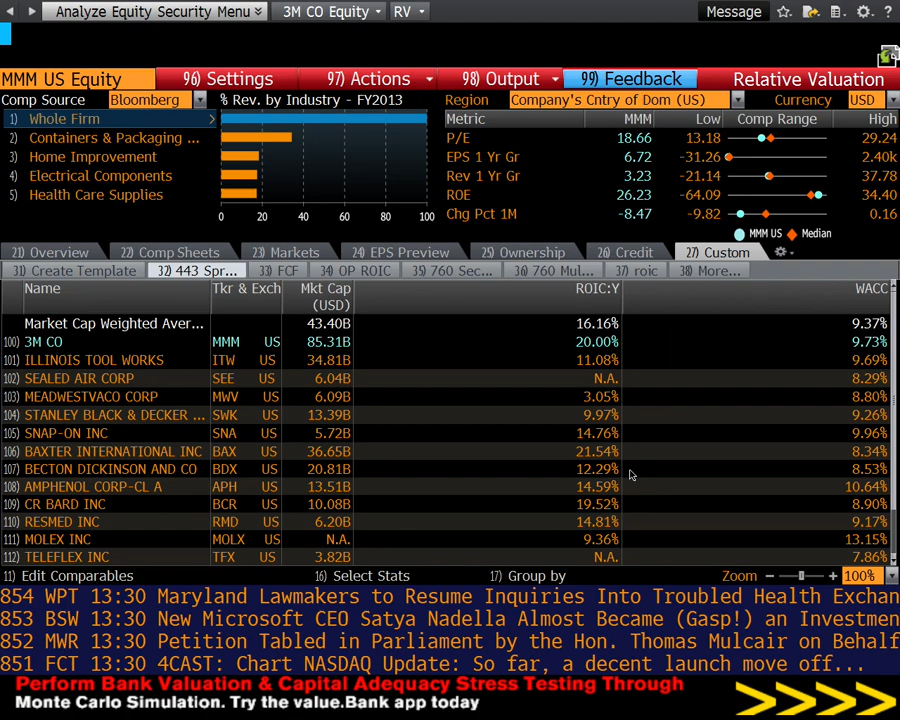 Analyze Equity Security Menu 3M CO Equity RV Message ?
MMM US Equity 96) Settings 97) Actions 98) Output 99) Feedback Relative Valuation
Comp Source Bloomberg % Rev. by Industry - FY2013 Region Company's Cntry of Dom (US) Currency USD
1) Whole Firm
2) Containers & Packaging ...
3) Home Improvement
4) Electrical Components
5) Health Care Supplies
0 20 40 60 80 100
Metric MMM Low Comp Range High
P/E 18.66 13.18 29.24
EPS 1 Yr Gr 6.72 -31.26 2.40k
Rev 1 Yr Gr 3.23 -21.14 37.78
ROE 26.23 -64.09 34.40
Chg Pct 1M -8.47 -9.82 0.16
MMM US Median
21) Overview 22) Comp Sheets 23) Markets 24) EPS Preview 25) Ownership 26) Credit 27) Custom
31) Create Template 32) 443 Spr... 33) FCF 34) OP ROIC 35) 760 Sec... 36) 760 Mul... 37) roic 38) More...
Name Tkr & Exch Mkt Cap ROIC:Y WACC
(USD)
Market Cap Weighted Aver... 43.40B 16.16% 9.37%
100) 3M CO MMM US 85.31B 20.00% 9.73%
101) ILLINOIS TOOL WORKS ITW US 34.81B 11.08% 9.69%
102) SEALED AIR CORP SEE US 6.04B N.A. 8.29%
103) MEADWESTVACO CORP MWV US 6.09B 3.05% 8.80%
104) STANLEY BLACK & DECKER ... SWK US 13.39B 9.97% 9.26%
105) SNAP-ON INC SNA US 5.72B 14.76% 9.96%
106) BAXTER INTERNATIONAL INC BAX US 36.65B 21.54% 8.34%
107) BECTON DICKINSON AND CO BDX US 20.81B 12.29% 8.53%
108) AMPHENOL CORP-CL A APH US 13.51B 14.59% 10.64%
109) CR BARD INC BCR US 10.08B 19.52% 8.90%
110) RESMED INC RMD US 6.20B 14.81% 9.17%
111) MOLEX INC MOLX US N.A. 9.36% 13.15%
112) TELEFLEX INC TFX US 3.82B N.A. 7.86%
11) Edit Comparables 16) Select Stats 17) Group by Zoom - + 100%
854 WPT 13:30 Maryland Lawmakers to Resume Inquiries Into Troubled Health Exchan
853 BSW 13:30 New Microsoft CEO Satya Nadella Almost Became (Gasp!) an Investmen
852 MWR 13:30 Petition Tabled in Parliament by the Hon. Thomas Mulcair on Behalf
851 FCT 13:30 4CAST: Chart NASDAQ Update: So far, a decent launch move off...
Perform Bank Valuation & Capital Adequacy Stress Testing Through
Monte Carlo Simulation. Try the value.Bank app today